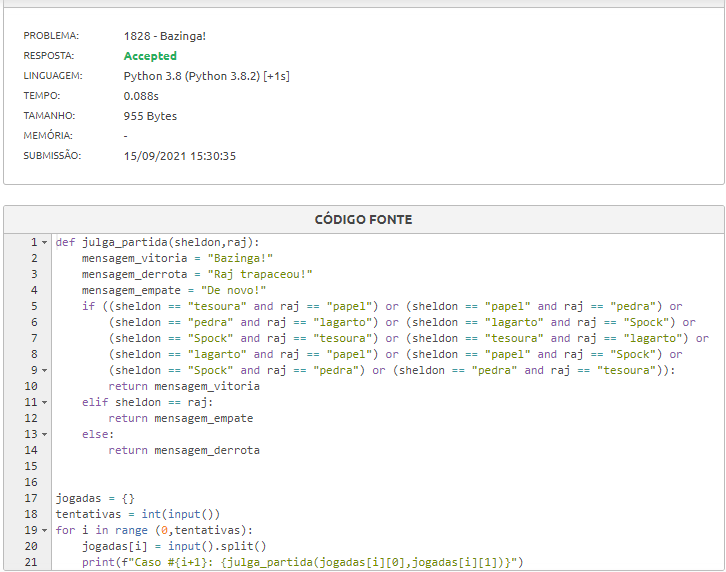 PROBLEMA: 1828 - Bazinga!
RESPOSTA: Accepted
LINGUAGEM: Python 3.8 (Python 3.8.2) [+1s]
TEMPO: 0.088s
TAMANHO: 955 Bytes
MEMÓRIA: -
SUBMISSÃO: 15/09/2021 15:30:35
CÓDIGO FONTE
1 def julga_partida(sheldon,raj):
2     mensagem_vitoria = "Bazinga!"
3     mensagem_derrota = "Raj trapaceou!"
4     mensagem_empate = "De novo!"
5     if ((sheldon == "tesoura" and raj == "papel") or (sheldon == "papel" and raj == "pedra") or
6         (sheldon == "pedra" and raj == "lagarto") or (sheldon == "lagarto" and raj == "Spock") or
7         (sheldon == "Spock" and raj == "tesoura") or (sheldon == "tesoura" and raj == "lagarto") or
8         (sheldon == "lagarto" and raj == "papel") or (sheldon == "papel" and raj == "Spock") or
9         (sheldon == "Spock" and raj == "pedra") or (sheldon == "pedra" and raj == "tesoura")):
10         return mensagem_vitoria
11     elif sheldon == raj:
12         return mensagem_empate
13     else:
14         return mensagem_derrota
15
16
17 jogadas = {}
18 tentativas = int(input())
19 for i in range (0,tentativas):
20     jogadas[i] = input().split()
21     print(f"Caso #{i+1}: {julga_partida(jogadas[i][0],jogadas[i][1])}")